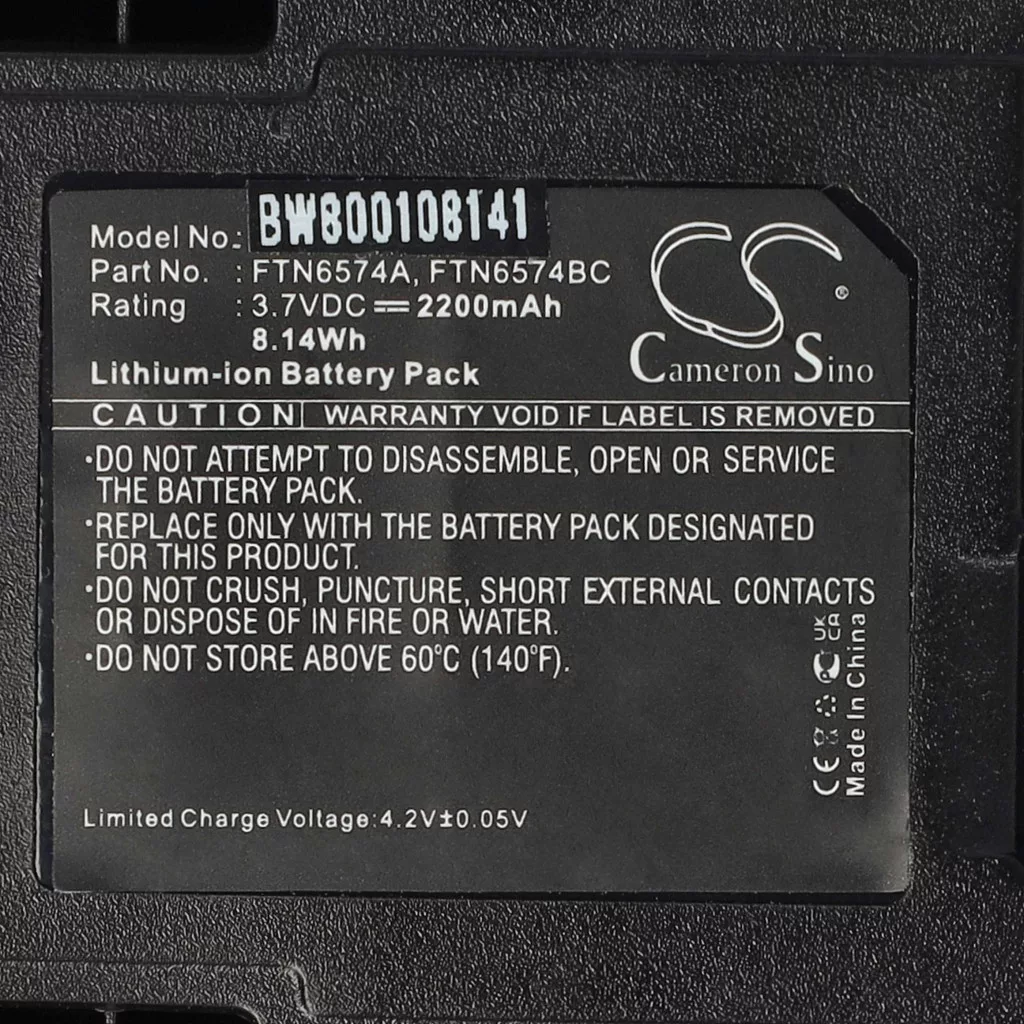 BW800108141
Model No.:
Part No. : FTN6574A, FTN6574BC
Rating : 3.7VDC ⎓ 2200mAh
8.14Wh
Lithium-ion Battery Pack
CS
®
Cameron Sino
CAUTION WARRANTY VOID IF LABEL IS REMOVED
·DO NOT ATTEMPT TO DISASSEMBLE, OPEN OR SERVICE
THE BATTERY PACK.
·REPLACE ONLY WITH THE BATTERY PACK DESIGNATED
FOR THIS PRODUCT.
·DO NOT CRUSH, PUNCTURE, SHORT EXTERNAL CONTACTS
OR DISPOSE OF IN FIRE OR WATER.
·DO NOT STORE ABOVE 60°C (140°F).
CE
UK
CA
Made In China
Limited Charge Voltage:4.2V±0.05V